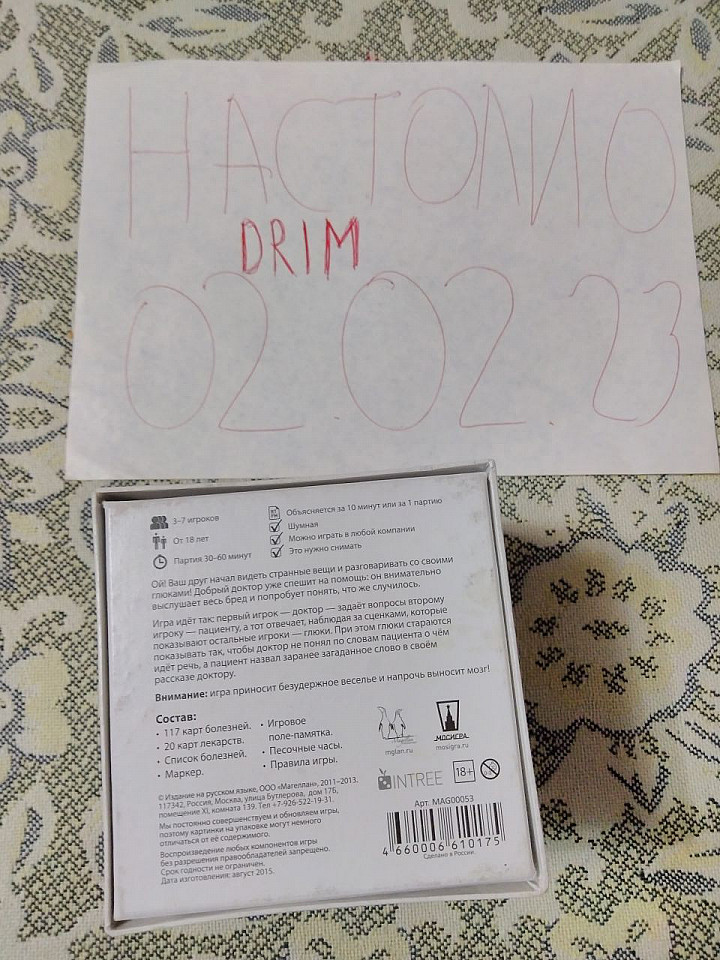 НАСТОЛИО
DRIM
02.02.23
3–7 игроков
От 18 лет
Партия 30–60 минут
Объясняется за 10 минут или за 1 партию
Шумная
Можно играть в любой компании
Это нужно снимать
Ой! Ваш друг начал видеть странные вещи и разговаривать со своими
глюками! Добрый доктор уже спешит на помощь: он внимательно
выслушает весь бред и попробует понять, что же случилось.
Игра идёт так: первый игрок — доктор — задаёт вопросы второму
игроку — пациенту, а тот отвечает, наблюдая за сценками, которые
показывают остальные игроки — глюки. При этом глюки стараются
показывать так, чтобы доктор не понял по словам пациента о чём
идёт речь, а пациент назвал заранее загаданное слово в своём
рассказе доктору.
Внимание: игра приносит безудержное веселье и напрочь выносит мозг!
Состав:
• 117 карт болезней.
• 20 карт лекарств.
• Список болезней.
• Маркер.
• Игровое
поле-памятка.
• Песочные часы.
• Правила игры.
mglan.ru
МОСИГРА
mosigra.ru
INTREE
18+
© Издание на русском языке, ООО «Магеллан», 2011–2013.
117342, Россия, Москва, улица Бутлерова, дом 17Б,
помещение XI, комната 139. Тел +7-926-522-19-31.
Мы постоянно совершенствуем и обновляем игры,
поэтому картинки на упаковке могут немного
отличаться от её содержимого.
Воспроизведение любых компонентов игры
без разрешения правообладателей запрещено.
Срок годности не ограничен.
Дата изготовления: август 2015.
Арт. MAG00053
4 660006 610175
Сделано в России.